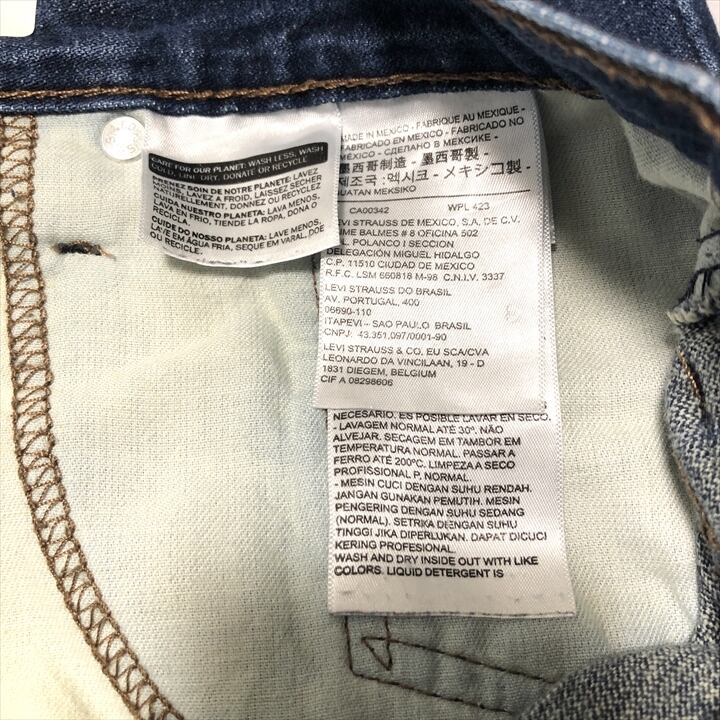 CARE FOR OUR PLANET: WASH LESS, WASH
COLD, LINE DRY, DONATE OR RECYCLE
PRENEZ SOIN DE NOTRE PLANETE: LAVEZ
MOINS, LAVEZ A FROID, LAISSEZ SECHER
NATURELLEMENT, DONNEZ OU RECYCLEZ
CUIDA NUESTRO PLANETA: LAVA MENOS,
LAVA EN FRIO, TIENDE LA ROPA, DONA O
RECICLA
CUIDE DO NOSSO PLANETA: LAVE MENOS,
LAVE EM ÁGUA FRIA, SEQUE EM VARAL, DOE
OU RECICLE.
MADE IN MEXICO - FABRIQUE AU MEXIQUE -
FABRICADO EN MEXICO - FABRICADO NO
MÉXICO - СДЕЛАНО В МЕКСИКЕ -
墨西哥制造 - 墨西哥製 -
제조국 : 멕시코 - メキシコ製 -
BUATAN MEKSIKO
CA00342 WPL 423
LEVI STRAUSS DE MEXICO, S.A. DE C.V.
JAIME BALMES # 8 OFICINA 502
COL. POLANCO I SECCION
DELEGACIÓN MIGUEL HIDALGO
C.P. 11510 CIUDAD DE MEXICO
R.F.C. LSM 660818 M-98 C.N.I.V. 3337
LEVI STRAUSS DO BRASIL
AV. PORTUGAL, 400
06690-110
ITAPEVI - SAO PAULO BRASIL
CNPJ: 43.351.097/0001-90
LEVI STRAUSS & CO. EU SCA/CVA
LEONARDO DA VINCILAAN, 19 - D
1831 DIEGEM, BELGIUM
CIF A 08298606
NECESARIO. ES POSIBLE LAVAR EN SECO.
- LAVAGEM NORMAL ATÉ 30º. NÃO
ALVEJAR. SECAGEM EM TAMBOR EM
TEMPERATURA NORMAL. PASSAR A
FERRO ATÉ 200ºC. LIMPEZA A SECO
PROFISSIONAL P. NORMAL.
- MESIN CUCI DENGAN SUHU RENDAH.
JANGAN GUNAKAN PEMUTIH. MESIN
PENGERING DENGAN SUHU SEDANG
(NORMAL). SETRIKA DENGAN SUHU
TINGGI JIKA DIPERLUKAN. DAPAT DICUCI
KERING PROFESIONAL.
WASH AND DRY INSIDE OUT WITH LIKE
COLORS. LIQUID DETERGENT IS